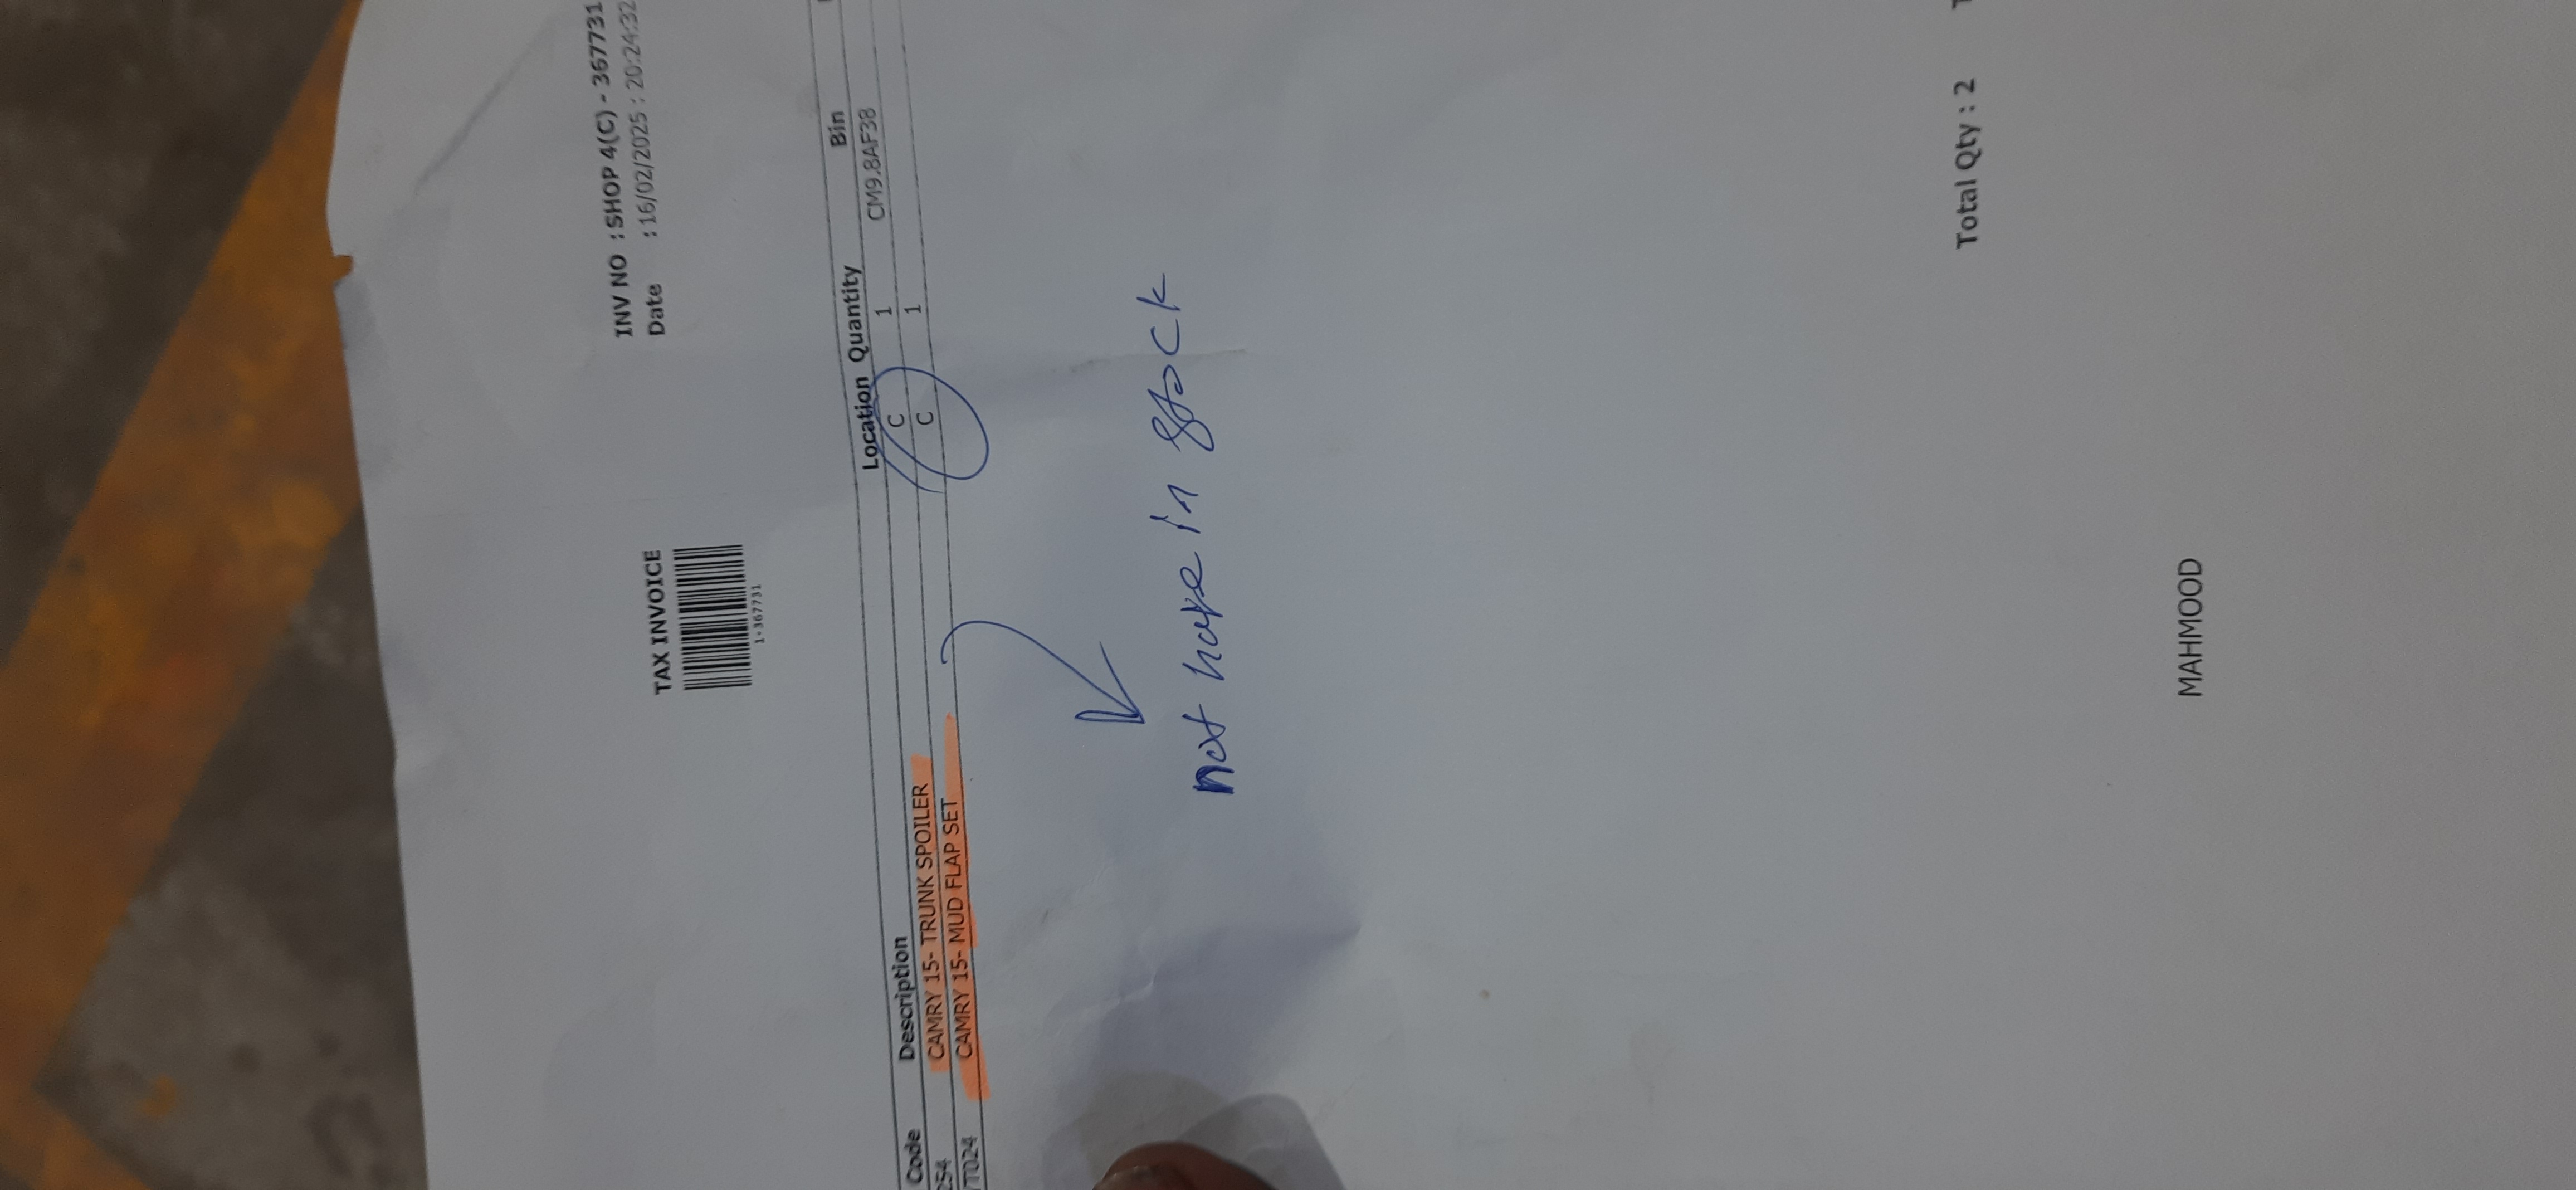 INV NO : SHOP 4(C) - 367731
Date : 16/02/2025 : 20:24:32
TAX INVOICE
1-367731
Code Description Location Quantity Bin
254 CAMRY 15- TRUNK SPOILER C 1 CM9.8AF38
TT024 CAMRY 15- MUD FLAP SET C 1
not have in stock
Total Qty : 2
MAHMOOD